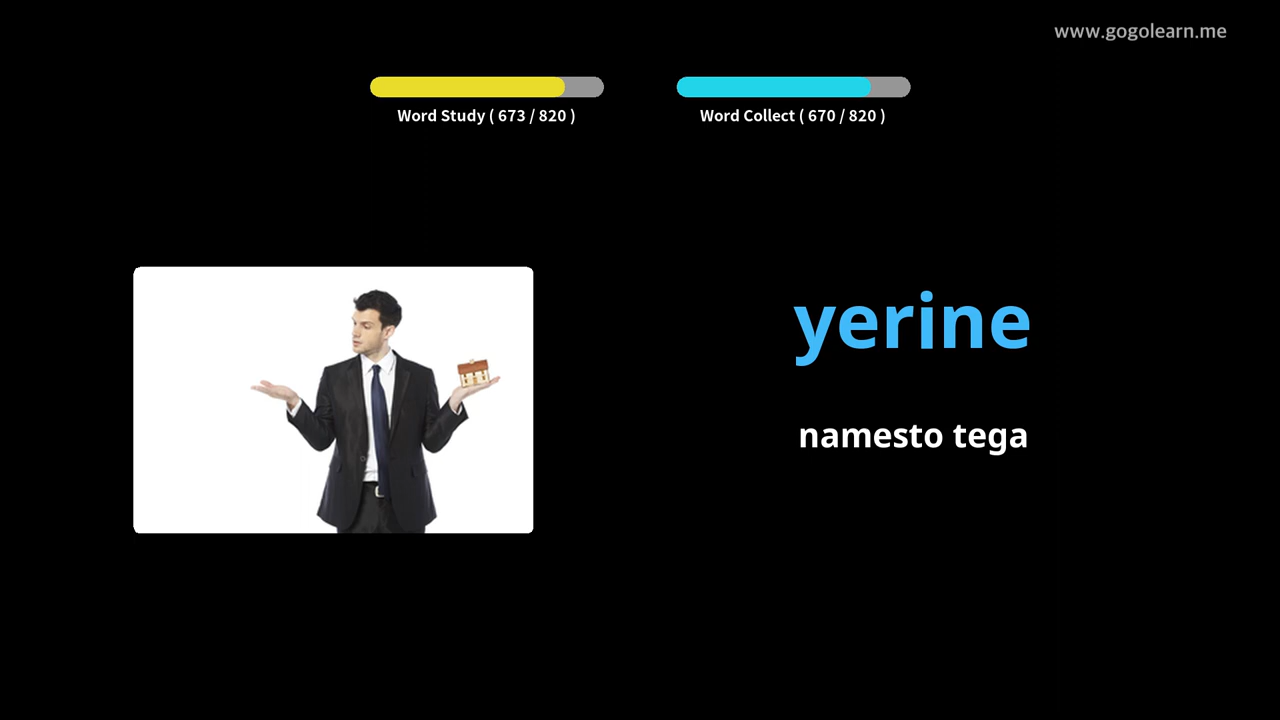 www.gogolearn.me
Word Study ( 673 / 820 )
Word Collect ( 670 / 820 )
yerine
namesto tega